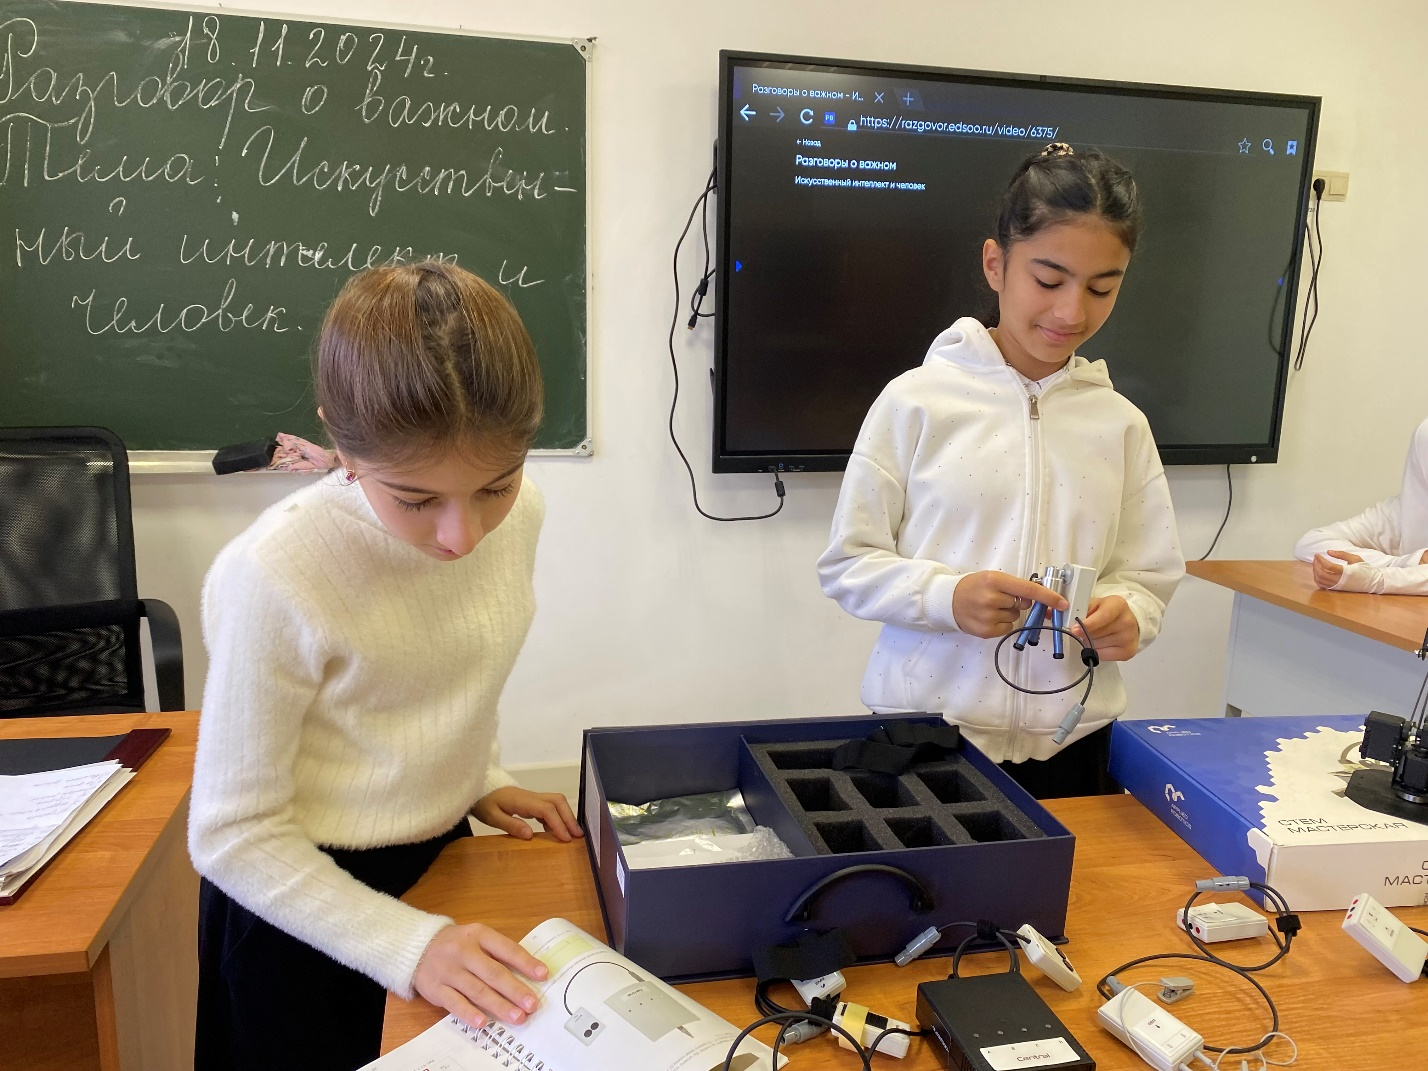 18.11.2024г.
Разговор о важном.
Тема: Искусствен-
ный интелект и
человек.
Разговоры о важном - И...
https://razgovor.edsoo.ru/video/6375/
← Назад
Разговоры о важном
Искусственный интеллект и человек
СТЕМ
МАСТЕРСКАЯ
Central